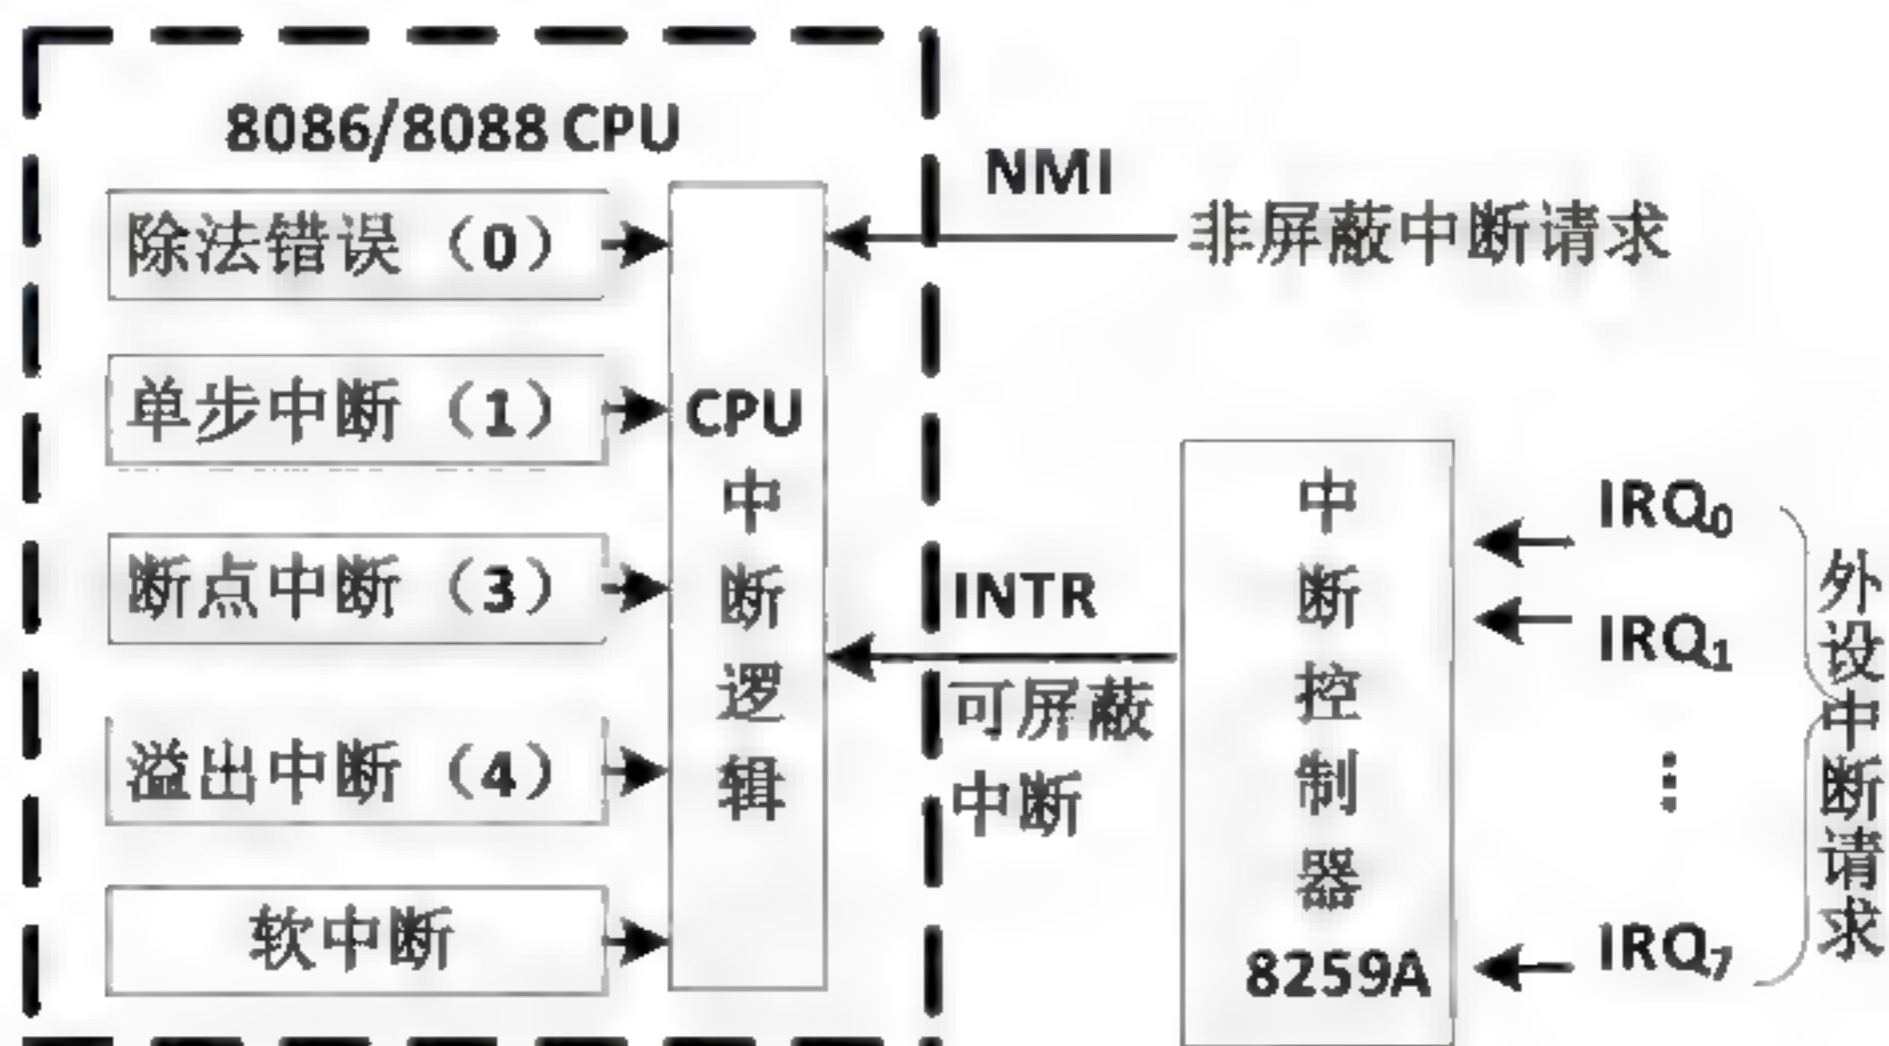 8086/8088 CPU
除法错误（0）
单步中断（1）
断点中断（3）
溢出中断（4）
软中断
CPU
中
断
逻
辑
NMI
非屏蔽中断请求
INTR
可屏蔽
中断
中
断
控
制
器
8259A
IRQ₀
IRQ₁
⋮
IRQ₇
外
设
中
断
请
求